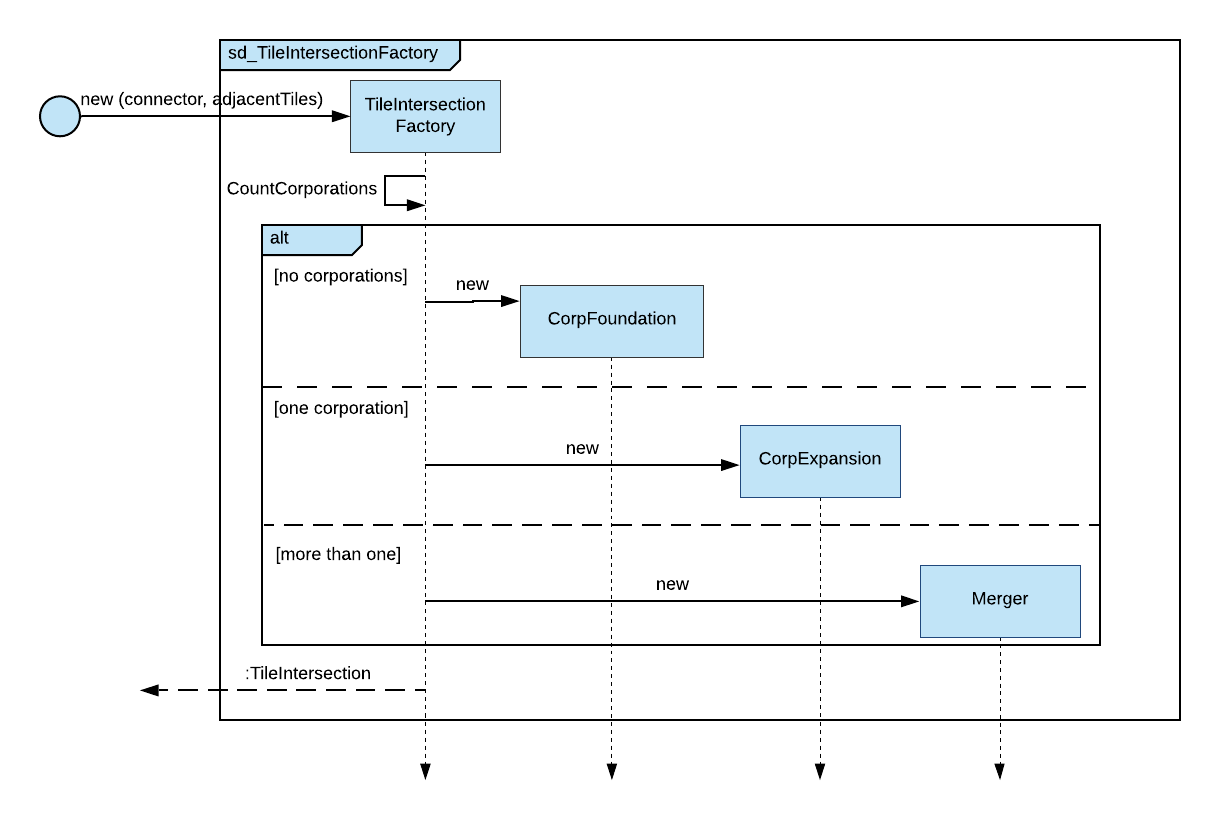 sd_TileIntersectionFactory
new (connector, adjacentTiles)
TileIntersection
Factory
CountCorporations
alt
[no corporations]
new
CorpFoundation
[one corporation]
new
CorpExpansion
[more than one]
new
Merger
:TileIntersection